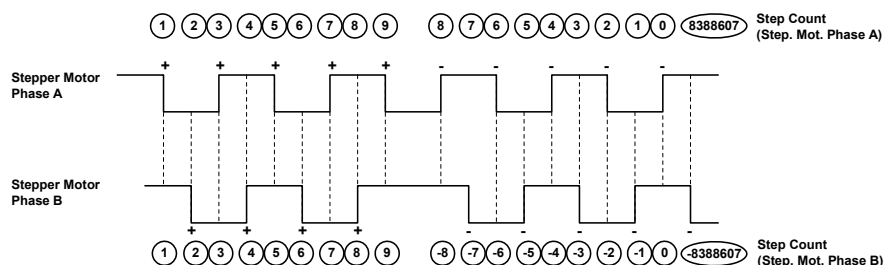 1 2 3 4 5 6 7 8 9 8 7 6 5 4 3 2 1 0 8388607 Step Count
(Step. Mot. Phase A)
+ + + + + - - - - -
Stepper Motor
Phase A
Stepper Motor
Phase B
+ + + + - - - - -
1 2 3 4 5 6 7 8 9 -8 -7 -6 -5 -4 -3 -2 -1 0 -8388607 Step Count
(Step. Mot. Phase B)